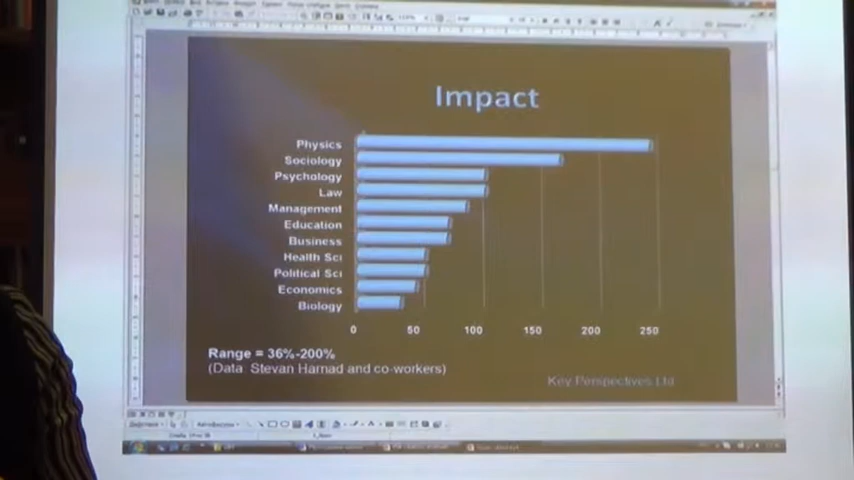 Impact
Physics
Sociology
Psychology
Law
Management
Education
Business
Health Sci
Political Sci
Economics
Biology
0 50 100 150 200 250
Range = 36%-200%
(Data Stevan Harnad and co-workers)
Key Perspectives Ltd